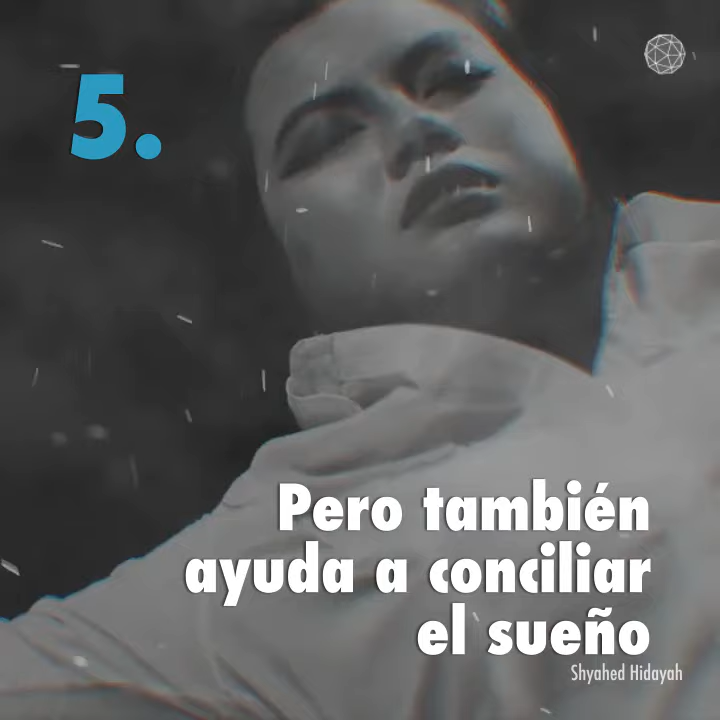 5.
Pero también
ayuda a conciliar
el sueño
Shyahed Hidayah